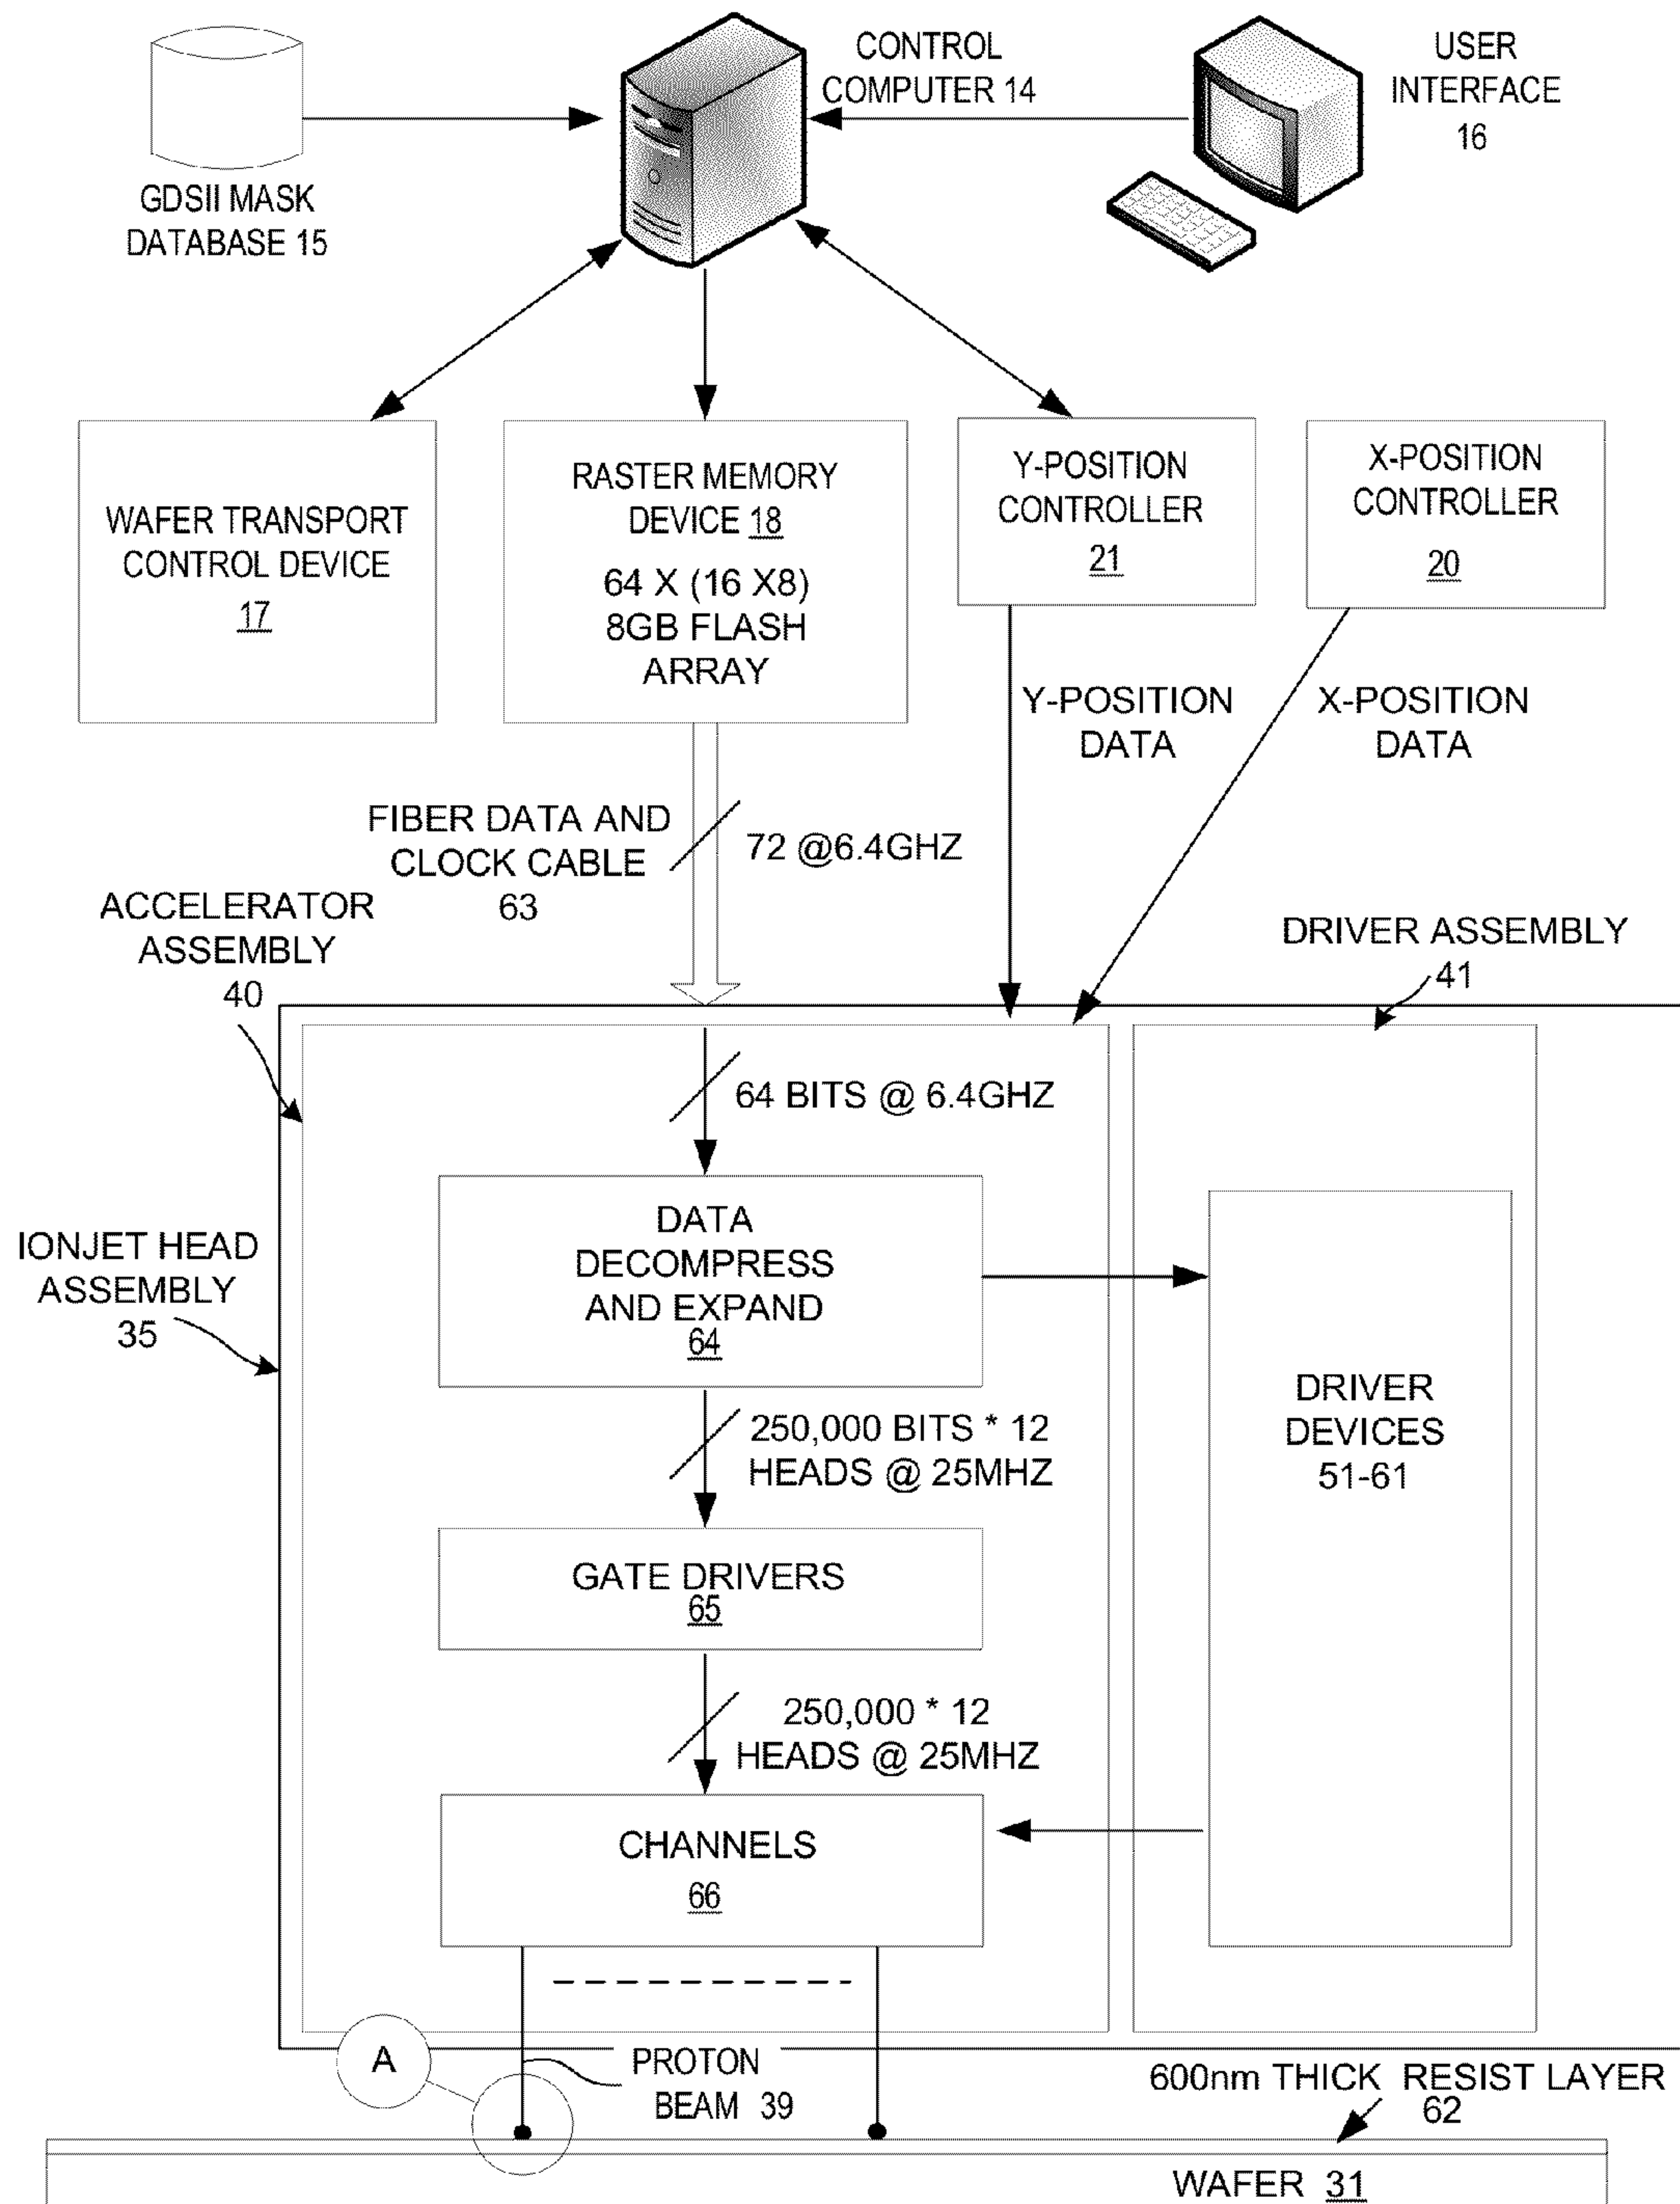 CONTROL
COMPUTER 14
USER
INTERFACE
16
GDSII MASK
DATABASE 15
WAFER TRANSPORT
CONTROL DEVICE
17
RASTER MEMORY
DEVICE 18
64 X (16 X8)
8GB FLASH
ARRAY
Y-POSITION
CONTROLLER
21
X-POSITION
CONTROLLER
20
Y-POSITION
DATA
X-POSITION
DATA
FIBER DATA AND
CLOCK CABLE
63
72 @6.4GHZ
ACCELERATOR
ASSEMBLY
40
DRIVER ASSEMBLY
41
64 BITS @ 6.4GHZ
IONJET HEAD
ASSEMBLY
35
DATA
DECOMPRESS
AND EXPAND
64
250,000 BITS * 12
HEADS @ 25MHZ
DRIVER
DEVICES
51-61
GATE DRIVERS
65
250,000 * 12
HEADS @ 25MHZ
CHANNELS
66
A
PROTON
BEAM 39
600nm THICK RESIST LAYER
62
WAFER 31